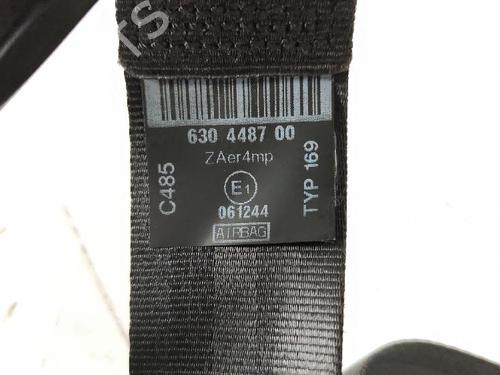 630 4487 00
ZAer4mp
E1
061244
AIRBAG
C485
TYP 169